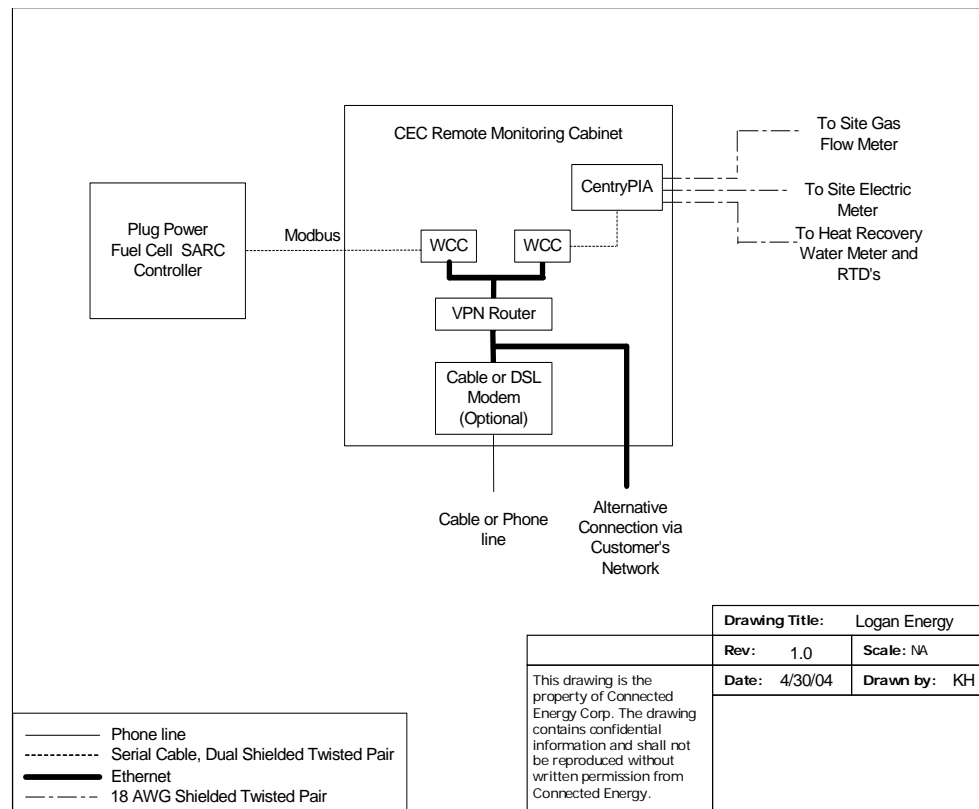 CEC Remote Monitoring Cabinet
To Site Gas
Flow Meter
CentryPIA
To Site Electric
Meter
Plug Power
Fuel Cell SARC
Controller
Modbus
WCC
WCC
To Heat Recovery
Water Meter and
RTD's
VPN Router
Cable or DSL
Modem
(Optional)
Cable or Phone
line
Alternative
Connection via
Customer's
Network
Drawing Title: Logan Energy
Rev: 1.0 Scale: NA
Date: 4/30/04 Drawn by: KH
This drawing is the
property of Connected
Energy Corp. The drawing
contains confidential
information and shall not
be reproduced without
written permission from
Connected Energy.
Phone line
Serial Cable, Dual Shielded Twisted Pair
Ethernet
18 AWG Shielded Twisted Pair